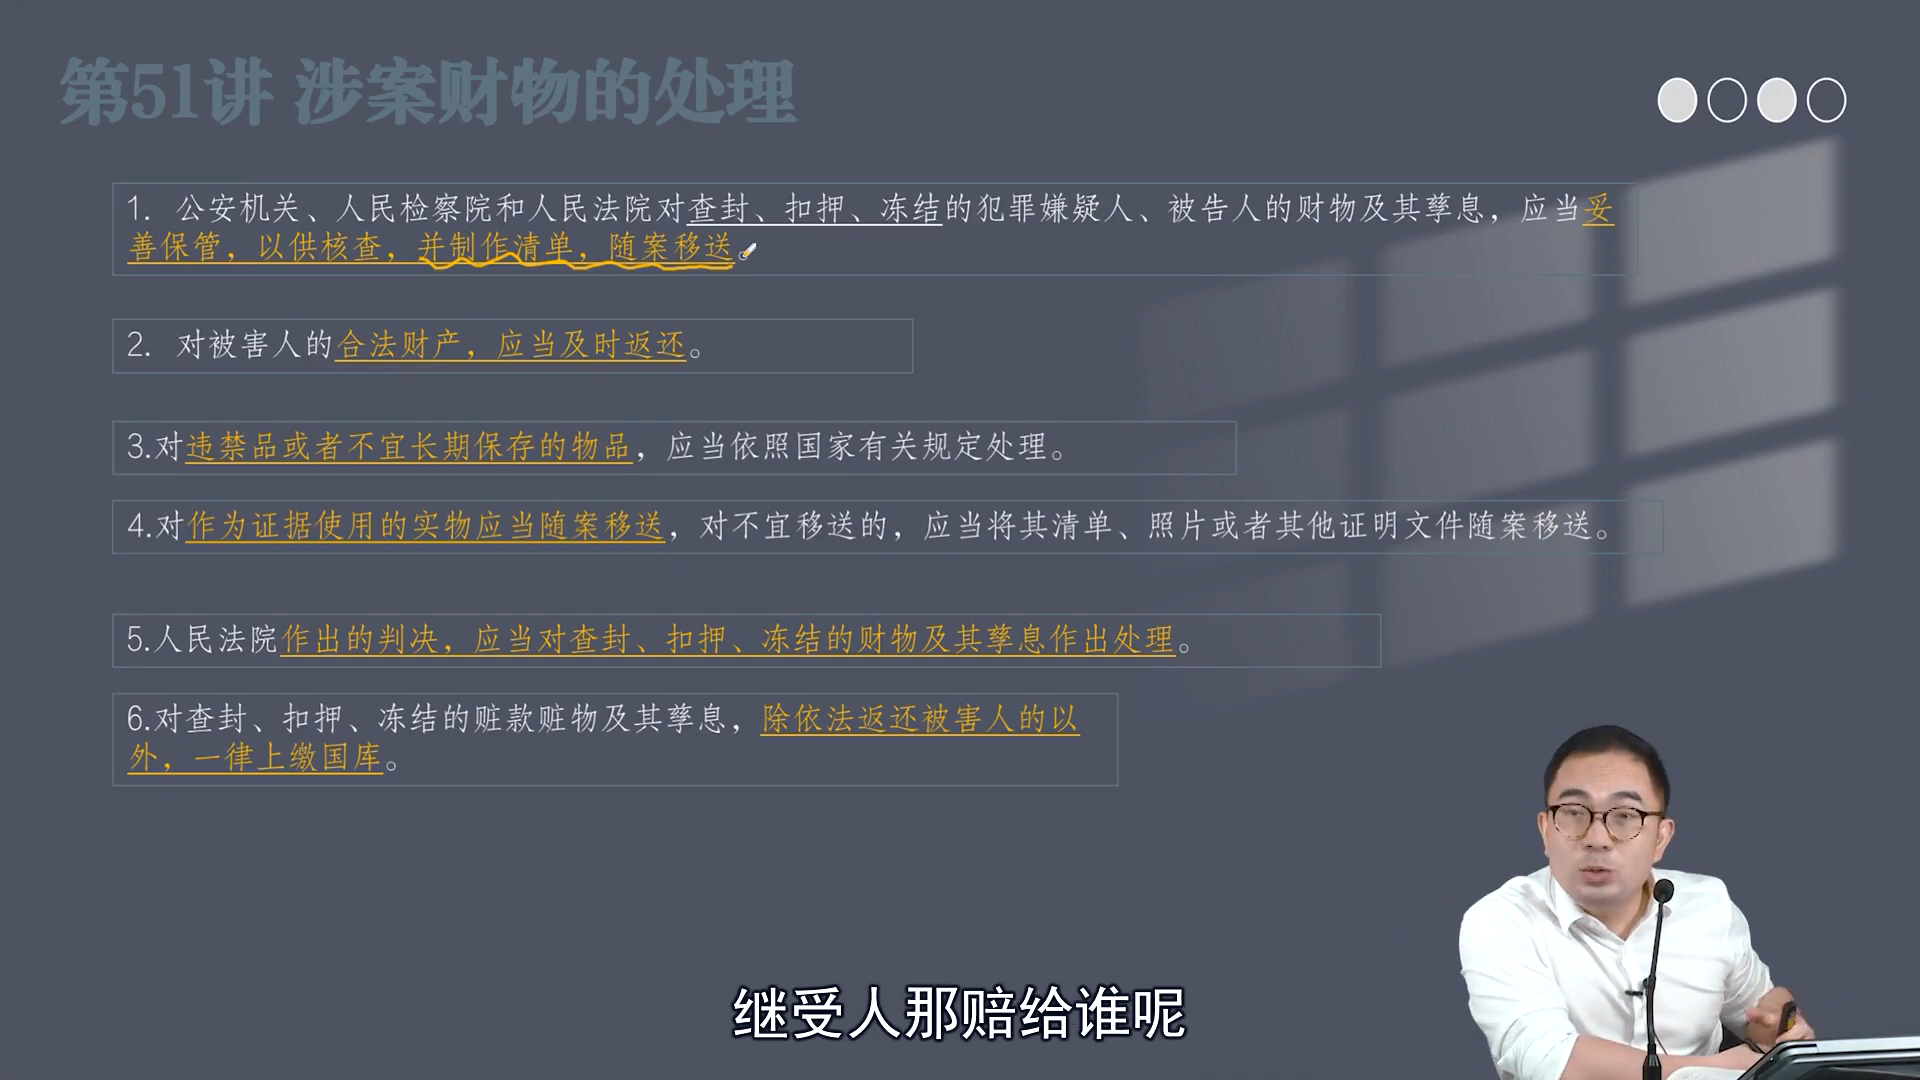 第51讲 涉案财物的处理
1. 公安机关、人民检察院和人民法院对查封、扣押、冻结的犯罪嫌疑人、被告人的财物及其孳息，应当妥
善保管，以供核查，并制作清单，随案移送
2. 对被害人的合法财产，应当及时返还。
3.对违禁品或者不宜长期保存的物品，应当依照国家有关规定处理。
4.对作为证据使用的实物应当随案移送，对不宜移送的，应当将其清单、照片或者其他证明文件随案移送。
5.人民法院作出的判决，应当对查封、扣押、冻结的财物及其孳息作出处理。
6.对查封、扣押、冻结的赃款赃物及其孳息，除依法返还被害人的以
外，一律上缴国库。
继受人那赔给谁呢